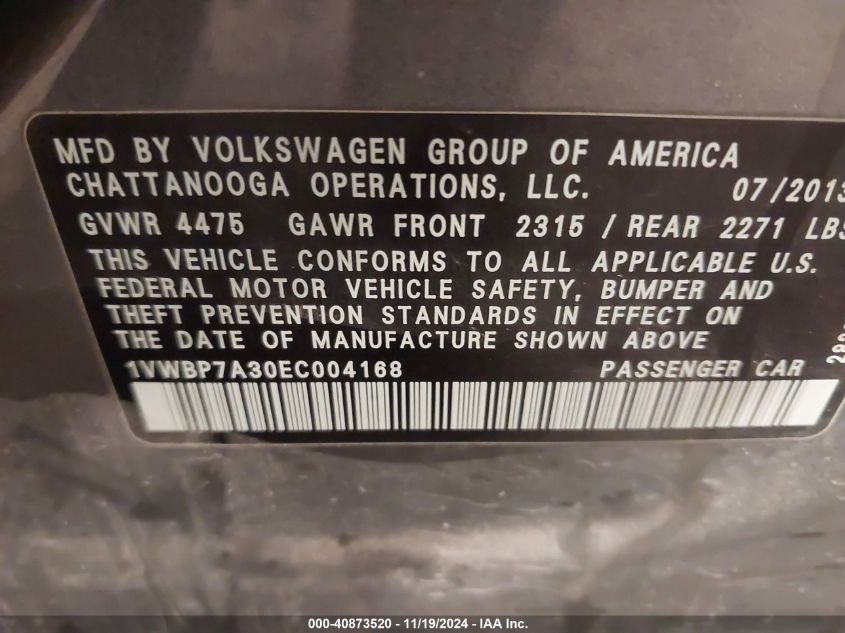 MFD BY VOLKSWAGEN GROUP OF AMERICA
CHATTANOOGA OPERATIONS, LLC. 07/2013
GVWR 4475 GAWR FRONT 2315 / REAR 2271 LBS
THIS VEHICLE CONFORMS TO ALL APPLICABLE U.S.
FEDERAL MOTOR VEHICLE SAFETY, BUMPER AND
THEFT PREVENTION STANDARDS IN EFFECT ON
THE DATE OF MANUFACTURE SHOWN ABOVE
1VWBP7A30EC004168 PASSENGER CAR
000-40873520 - 11/19/2024 - IAA Inc.